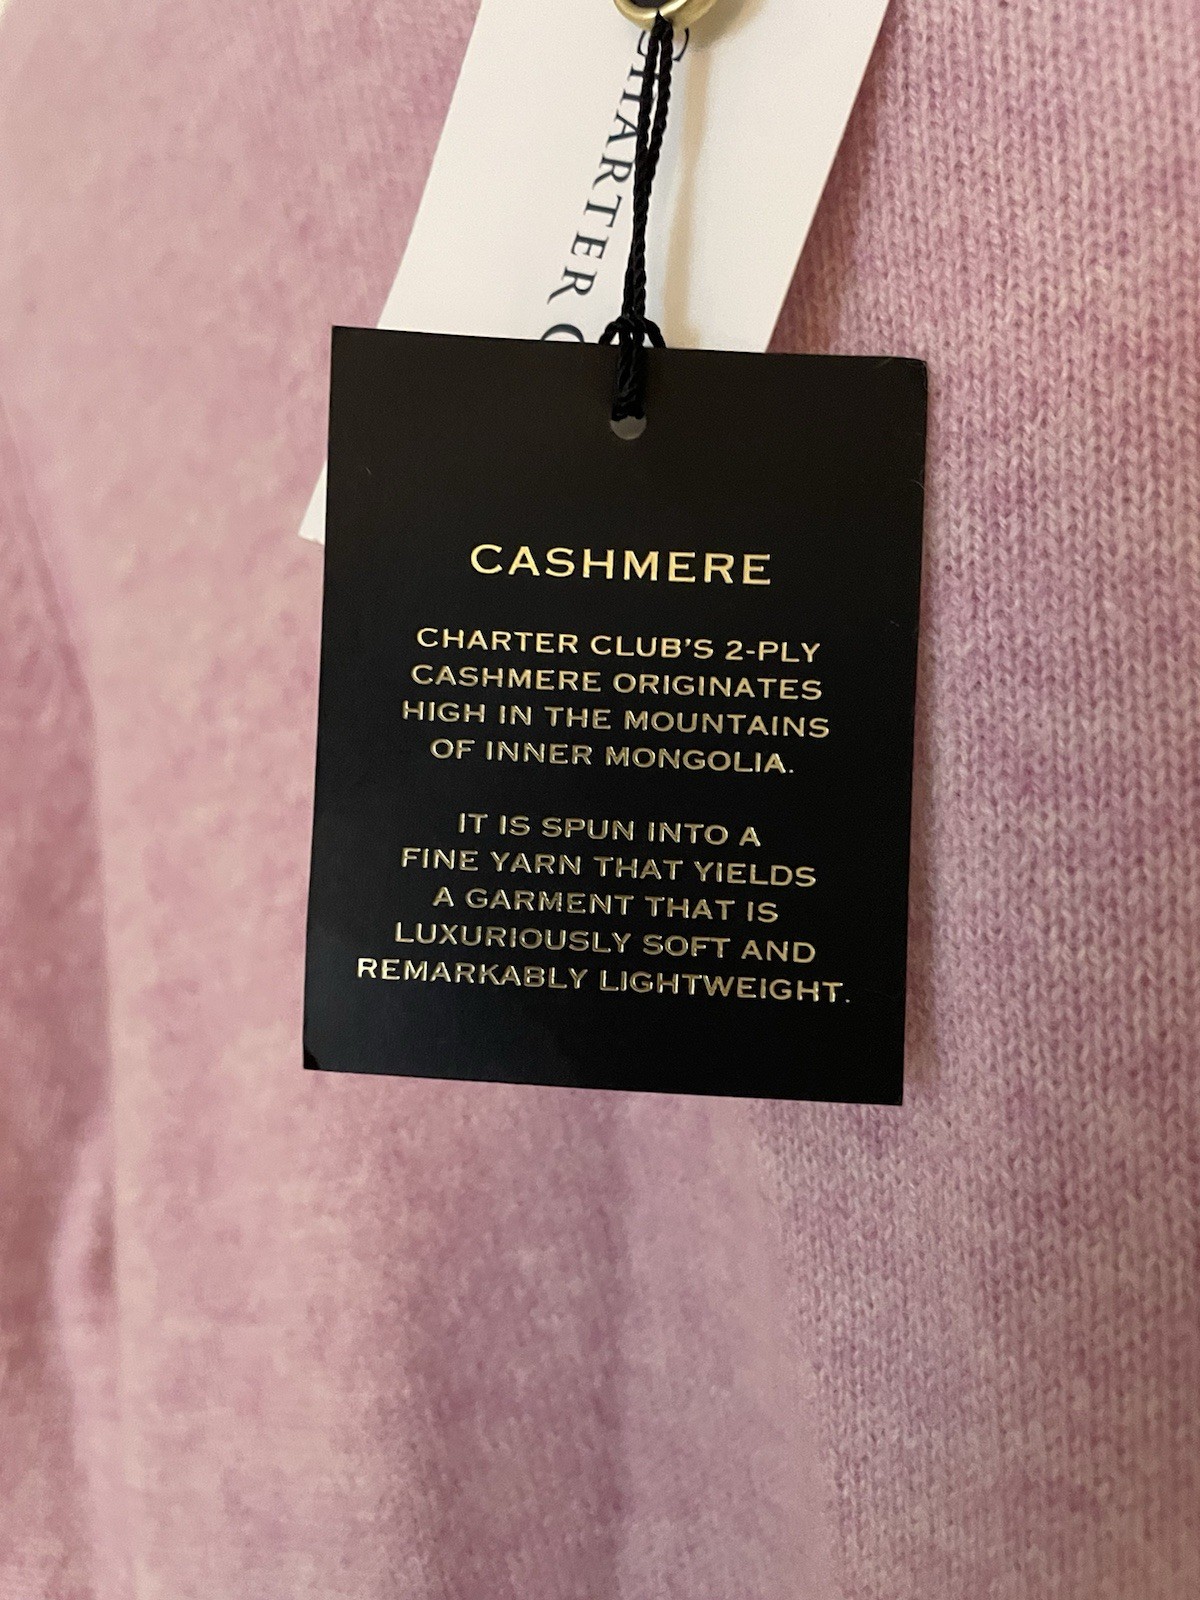 CHARTER C
CASHMERE
CHARTER CLUB'S 2-PLY
CASHMERE ORIGINATES
HIGH IN THE MOUNTAINS
OF INNER MONGOLIA.
IT IS SPUN INTO A
FINE YARN THAT YIELDS
A GARMENT THAT IS
LUXURIOUSLY SOFT AND
REMARKABLY LIGHTWEIGHT.